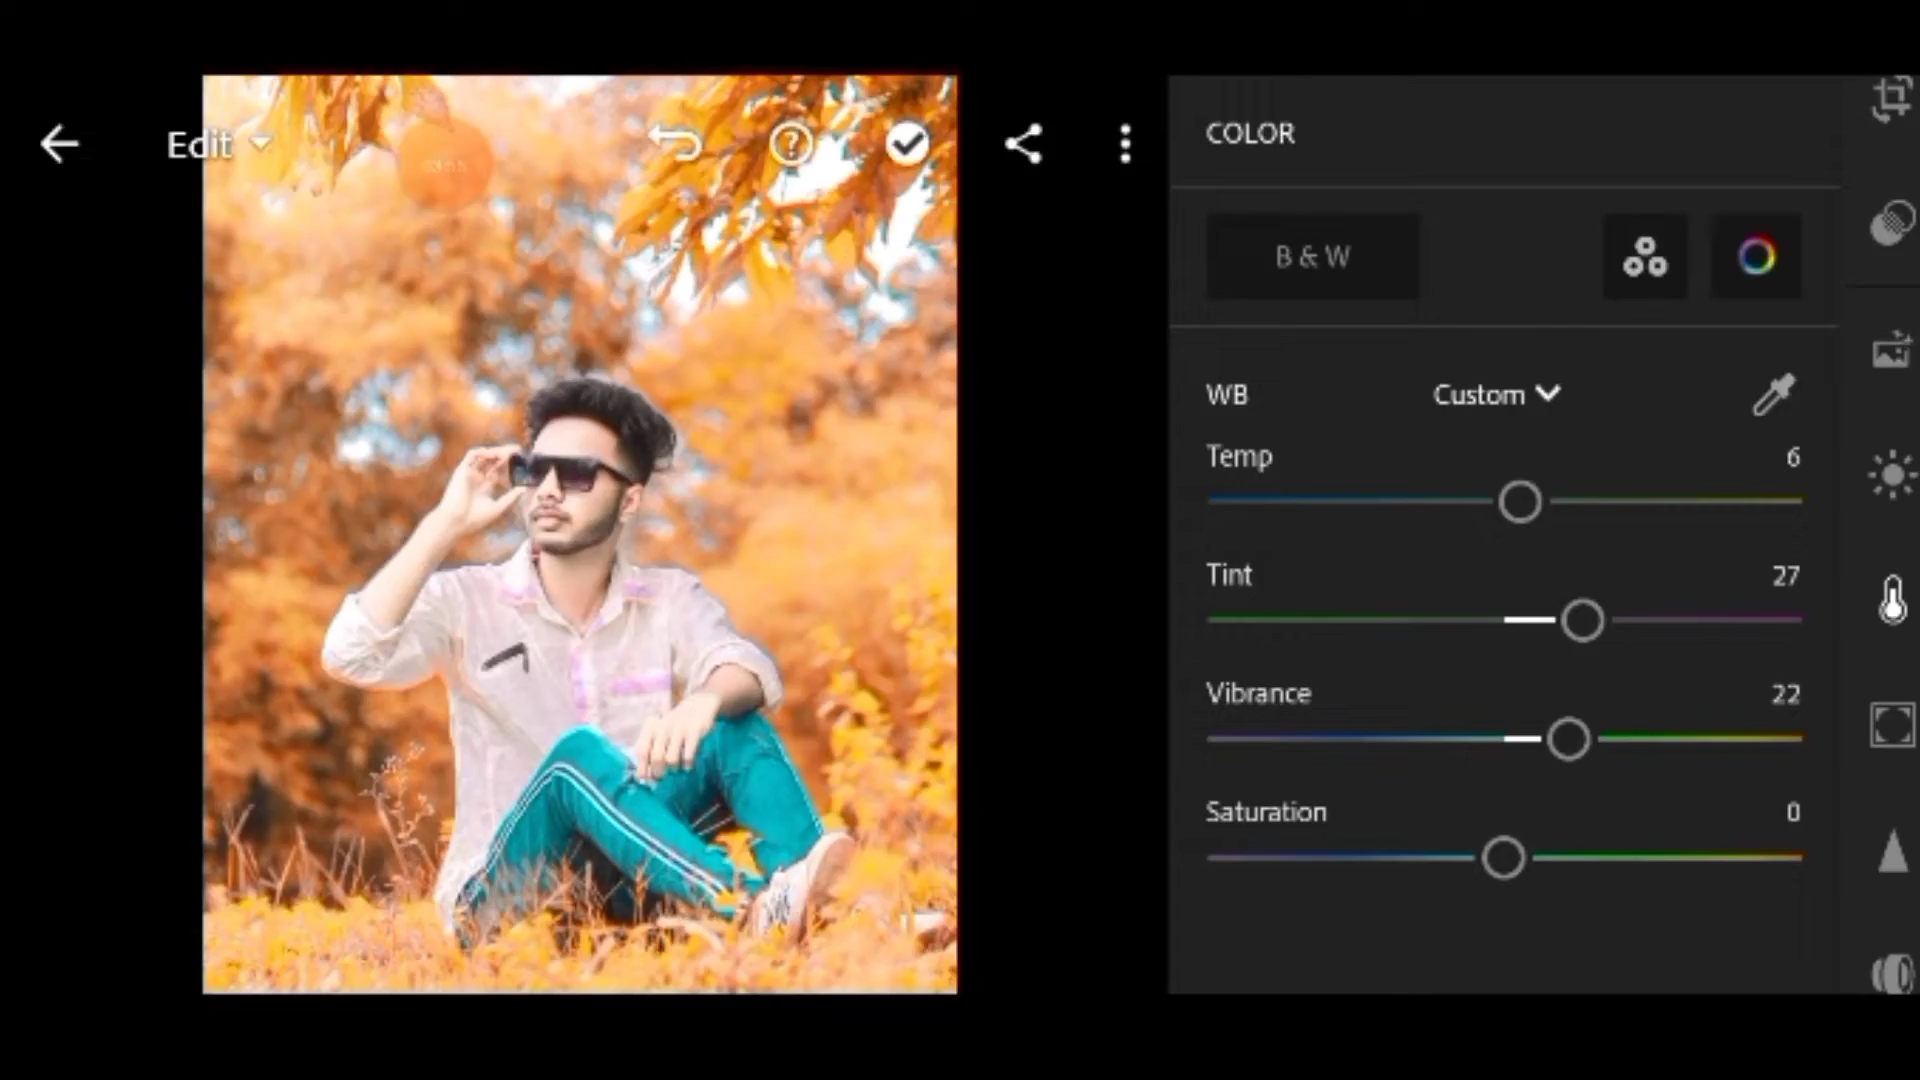 Edit
COLOR
B & W
WB Custom
Temp 6
Tint 27
Vibrance 22
Saturation 0